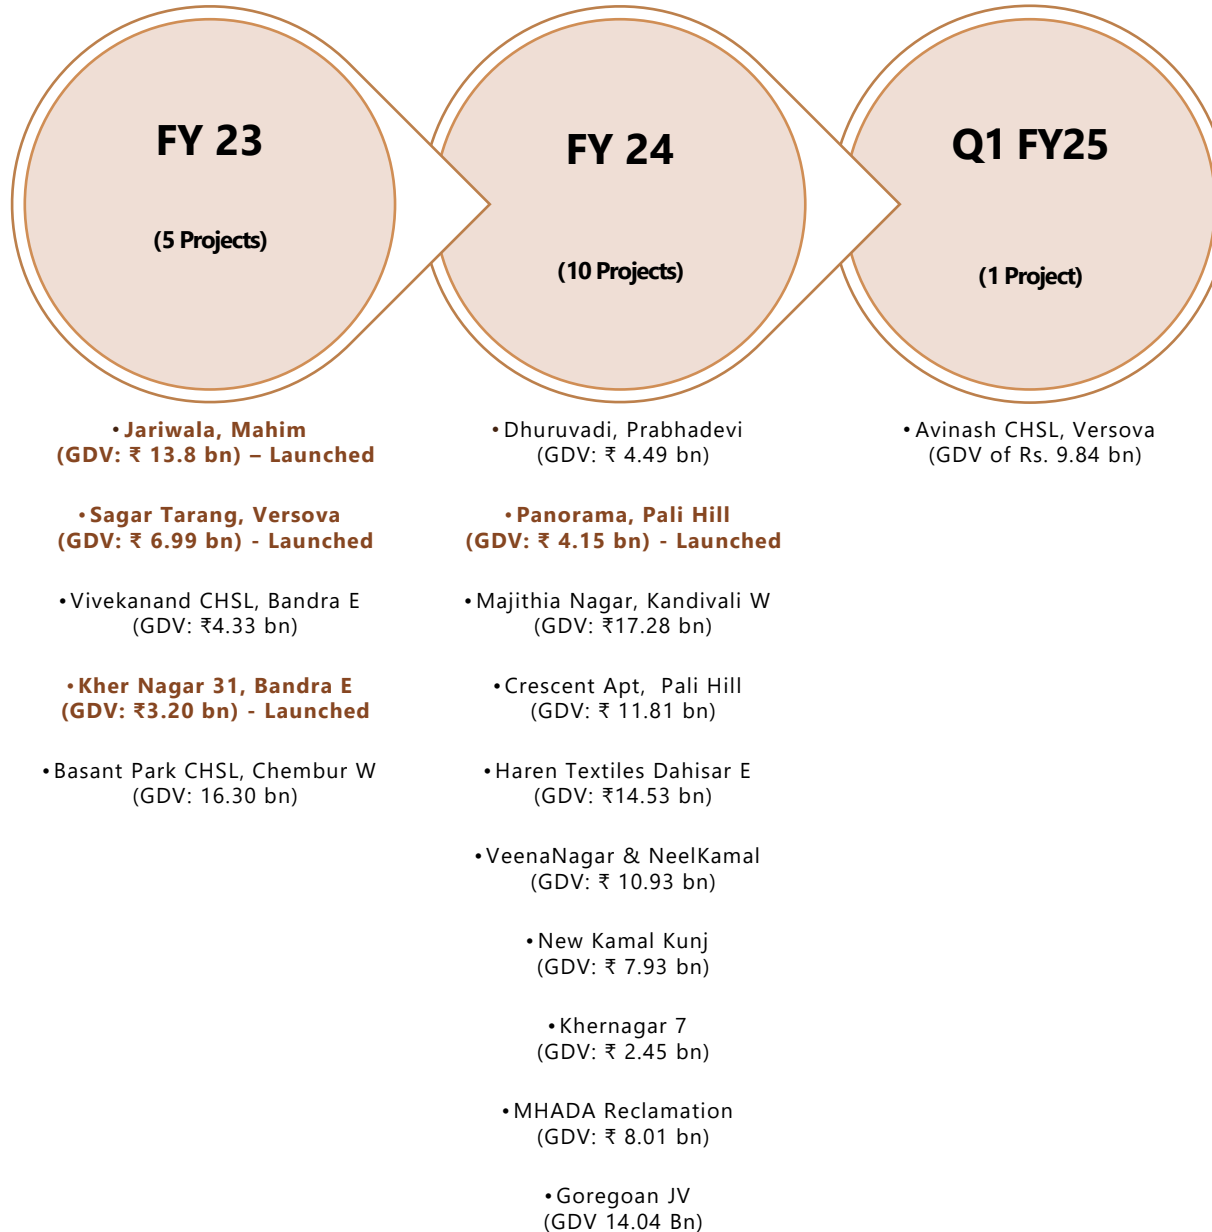 FY 23
(5 Projects)
• Jariwala, Mahim
(GDV: ₹ 13.8 bn) – Launched
• Sagar Tarang, Versova
(GDV: ₹ 6.99 bn) - Launched
• Vivekanand CHSL, Bandra E
(GDV: ₹4.33 bn)
• Kher Nagar 31, Bandra E
(GDV: ₹3.20 bn) - Launched
• Basant Park CHSL, Chembur W
(GDV: 16.30 bn)
FY 24
(10 Projects)
• Dhuruvadi, Prabhadevi
(GDV: ₹ 4.49 bn)
• Panorama, Pali Hill
(GDV: ₹ 4.15 bn) - Launched
• Majithia Nagar, Kandivali W
(GDV: ₹17.28 bn)
• Crescent Apt, Pali Hill
(GDV: ₹ 11.81 bn)
• Haren Textiles Dahisar E
(GDV: ₹14.53 bn)
• VeenaNagar & NeelKamal
(GDV: ₹ 10.93 bn)
• New Kamal Kunj
(GDV: ₹ 7.93 bn)
• Khernagar 7
(GDV: ₹ 2.45 bn)
• MHADA Reclamation
(GDV: ₹ 8.01 bn)
• Goregoan JV
(GDV 14.04 Bn)
Q1 FY25
(1 Project)
• Avinash CHSL, Versova
(GDV of Rs. 9.84 bn)